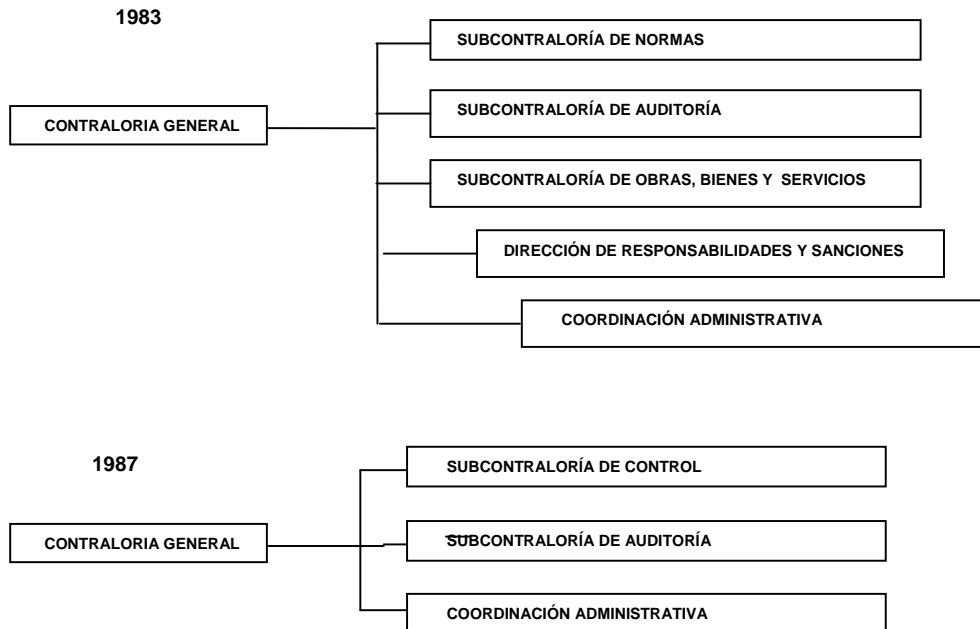 1983
SUBCONTRALORÍA DE NORMAS
SUBCONTRALORÍA DE AUDITORÍA
CONTRALORIA GENERAL
SUBCONTRALORÍA DE OBRAS, BIENES Y SERVICIOS
DIRECCIÓN DE RESPONSABILIDADES Y SANCIONES
COORDINACIÓN ADMINISTRATIVA
1987
SUBCONTRALORÍA DE CONTROL
CONTRALORIA GENERAL
SUBCONTRALORÍA DE AUDITORÍA
COORDINACIÓN ADMINISTRATIVA